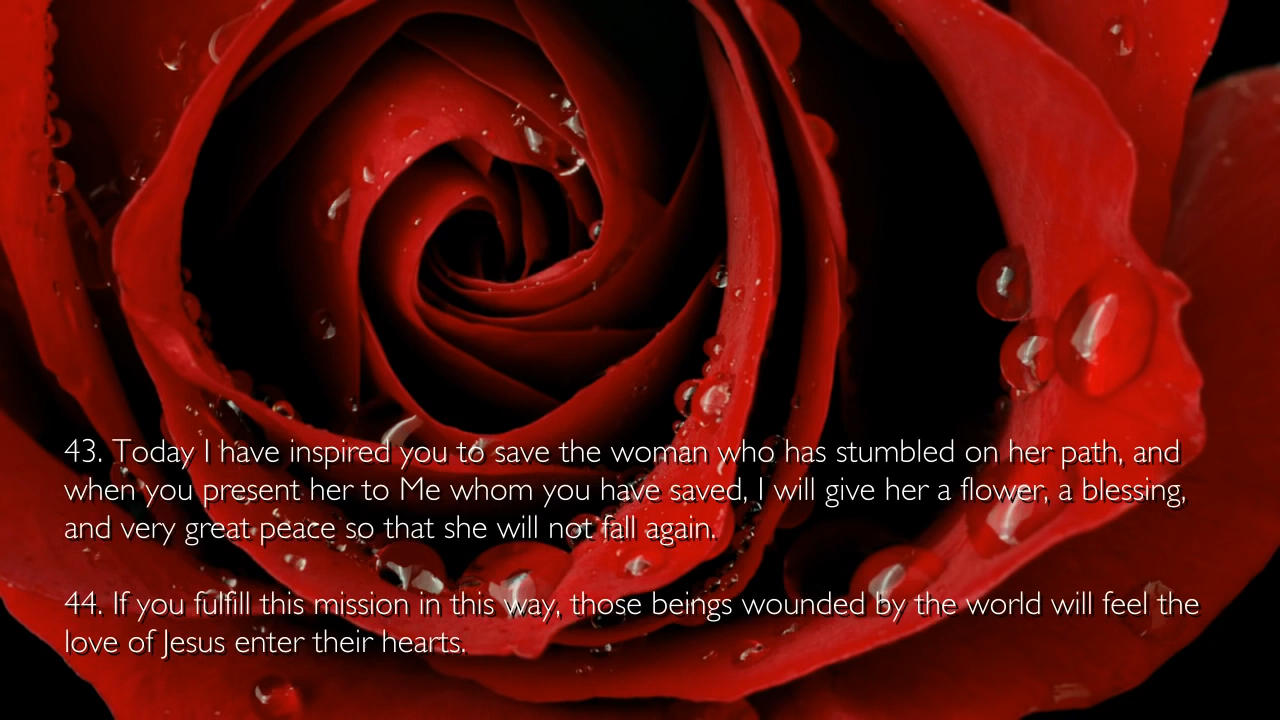 43. Today I have inspired you to save the woman who has stumbled on her path, and
when you present her to Me whom you have saved, I will give her a flower, a blessing,
and very great peace so that she will not fall again.
44. If you fulfill this mission in this way, those beings wounded by the world will feel the
love of Jesus enter their hearts.